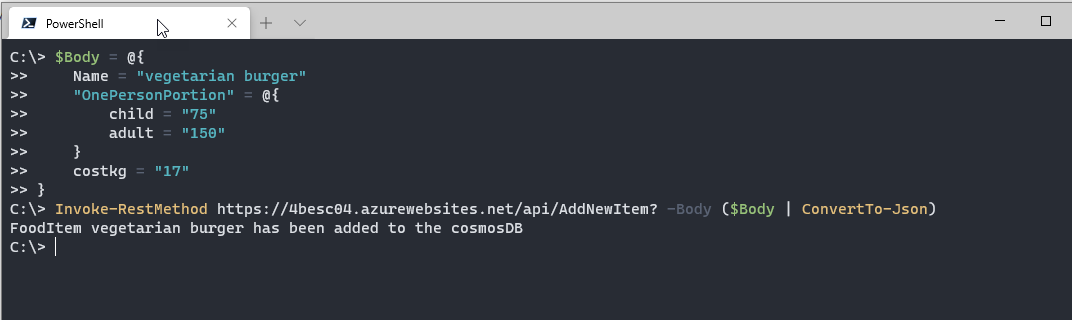 PowerShell
C:\> $Body = @{
>>     Name = "vegetarian burger"
>>     "OnePersonPortion" = @{
>>         child = "75"
>>         adult = "150"
>>     }
>>     costkg = "17"
>> }
C:\> Invoke-RestMethod https://4besc04.azurewebsites.net/api/AddNewItem? -Body ($Body | ConvertTo-Json)
FoodItem vegetarian burger has been added to the cosmosDB
C:\>